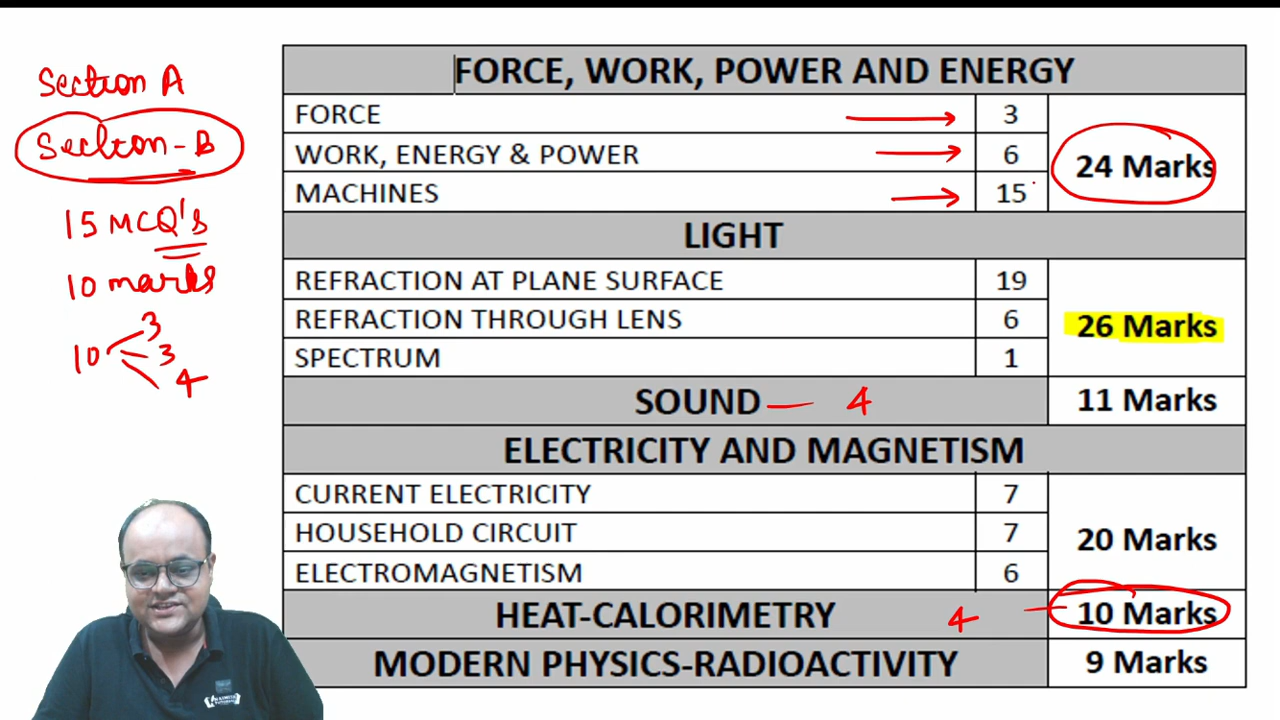 Section A
Section-B
15 MCQ's
10 marks
10 3
3
4
FORCE, WORK, POWER AND ENERGY
FORCE 3
WORK, ENERGY & POWER 6 24 Marks
MACHINES 15
LIGHT
REFRACTION AT PLANE SURFACE 19
REFRACTION THROUGH LENS 6 26 Marks
SPECTRUM 1
SOUND — 4 11 Marks
ELECTRICITY AND MAGNETISM
CURRENT ELECTRICITY 7
HOUSEHOLD CIRCUIT 7 20 Marks
ELECTROMAGNETISM 6
HEAT-CALORIMETRY 4 — 10 Marks
MODERN PHYSICS-RADIOACTIVITY 9 Marks